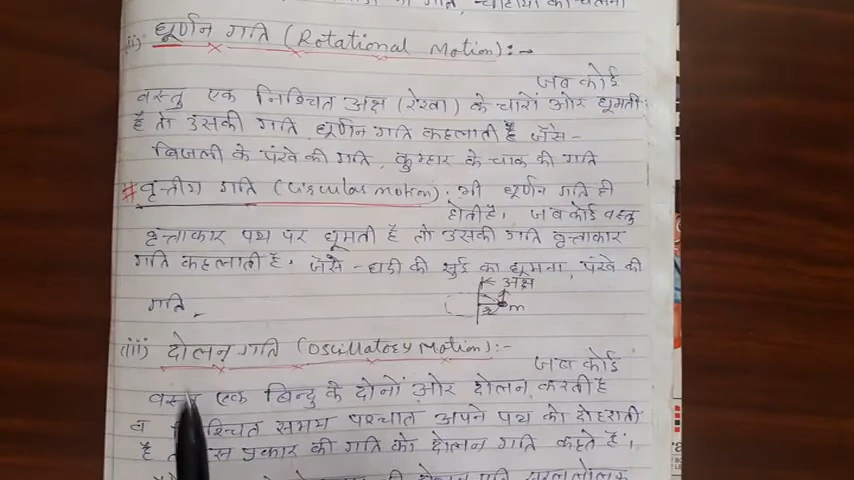 (ii) घूर्णन गति (Rotational Motion) :-
जब कोई
वस्तु एक निश्चित अक्ष (रेखा) के चारों ओर घूमती
है तो उसकी गति घूर्णन गति कहलाती है जैसे -
बिजली के पंखे की गति, कुम्हार के चाक की गति
# वृत्तीय गति (Circular motion) : भी घूर्णन गति ही
होती है, जब कोई वस्तु
वृत्ताकार पथ पर घूमती है तो उसकी गति वृत्ताकार
गति कहलाती है, जैसे - घड़ी की सुई का घूमना, पंखे की
अक्ष
गति,
m
(iii) दोलन गति (Oscillatory Motion) :-
जब कोई
वस्तु एक बिन्दु के दोनों ओर दोलन करती है
व निश्चित समय पश्चात अपने पथ को दोहराती
है प्रकार की गति को दोलन गति कहते है,